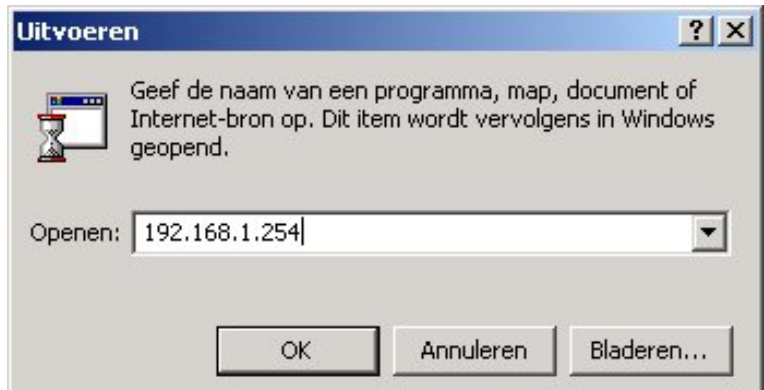 Uitvoeren
Geef de naam van een programma, map, document of
Internet-bron op. Dit item wordt vervolgens in Windows
geopend.
Openen: 192.168.1.254
OK Annuleren Bladeren...